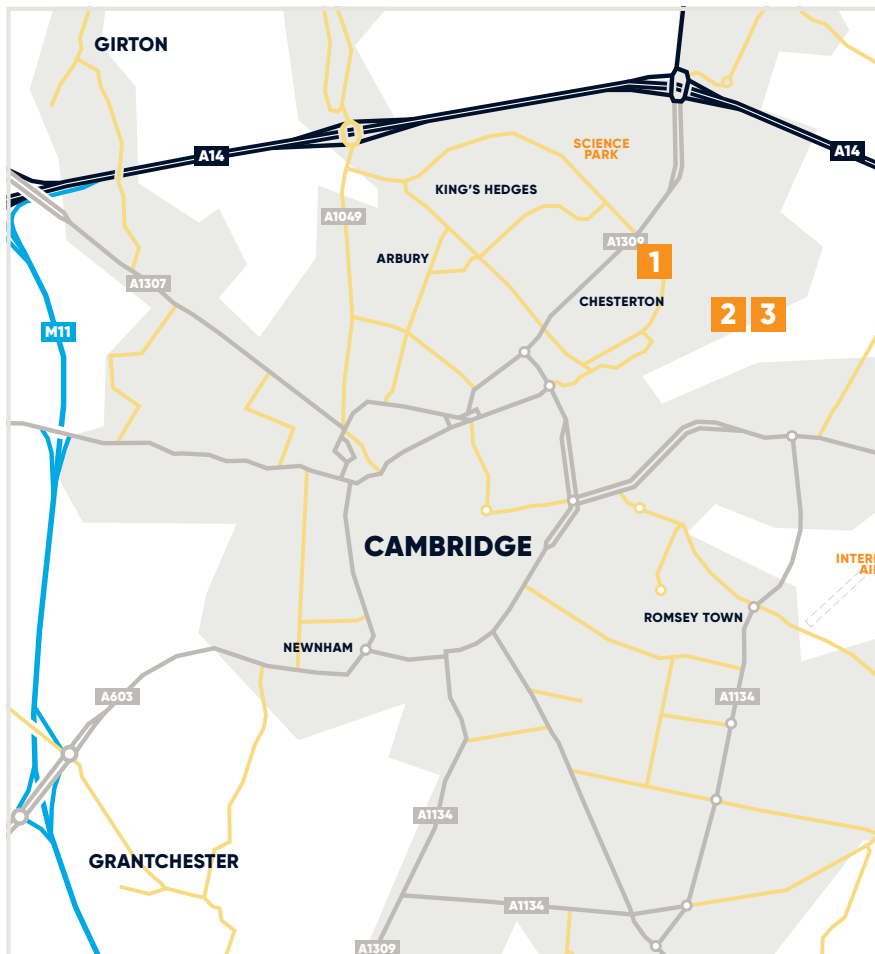 GIRTON
A14
SCIENCE
PARK
A14
KING'S HEDGES
A1049
A1309
ARBURY
1
A1307
CHESTERTON
2
3
M11
CAMBRIDGE
ROMSEY TOWN
NEWNHAM
A603
A1134
A1134
GRANTCHESTER
A1134
A1309